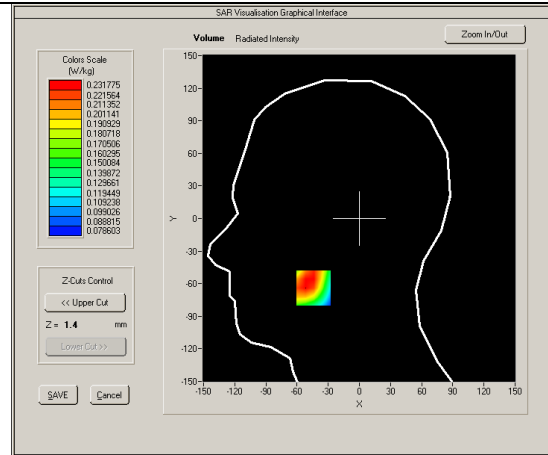 SAR Visualisation Graphical Interface
Volume Radiated Intensity
Zoom In/Out
Colors Scale
(W/kg)
0.231775
0.221564
0.211352
0.201141
0.190929
0.180718
0.170506
0.160295
0.150084
0.139872
0.129661
0.119449
0.109238
0.099026
0.088815
0.078603
Z-Cuts Control
<< Upper Cut
Z = 1.4 mm
Lower Cut >>
SAVE Cancel
150-
120-
90-
60-
30-
0-
-30-
-60-
-90-
-120-
-150-
Y
-150 -120 -90 -60 -30 0 30 60 90 120 150
X